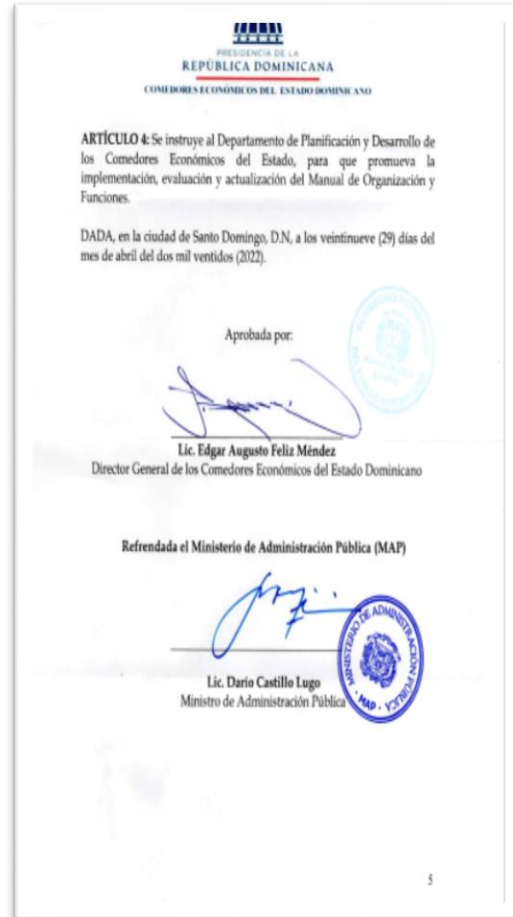 PRESIDENCIA DE LA
REPÚBLICA DOMINICANA
COMEDORES ECONÓMICOS DEL ESTADO DOMINICANO
ARTÍCULO 4: Se instruye al Departamento de Planificación y Desarrollo de
los Comedores Económicos del Estado, para que promueva la
implementación, evaluación y actualización del Manual de Organización y
Funciones.
DADA, en la ciudad de Santo Domingo, D.N, a los veintinueve (29) días del
mes de abril del dos mil ventidos (2022).
Aprobada por:
Lic. Edgar Augusto Feliz Méndez
Director General de los Comedores Económicos del Estado Dominicano
Refrendada el Ministerio de Administración Pública (MAP)
MINISTERIO DE ADMINISTRACIÓN PÚBLICA
· MAP ·
Lic. Darío Castillo Lugo
Ministro de Administración Pública
5